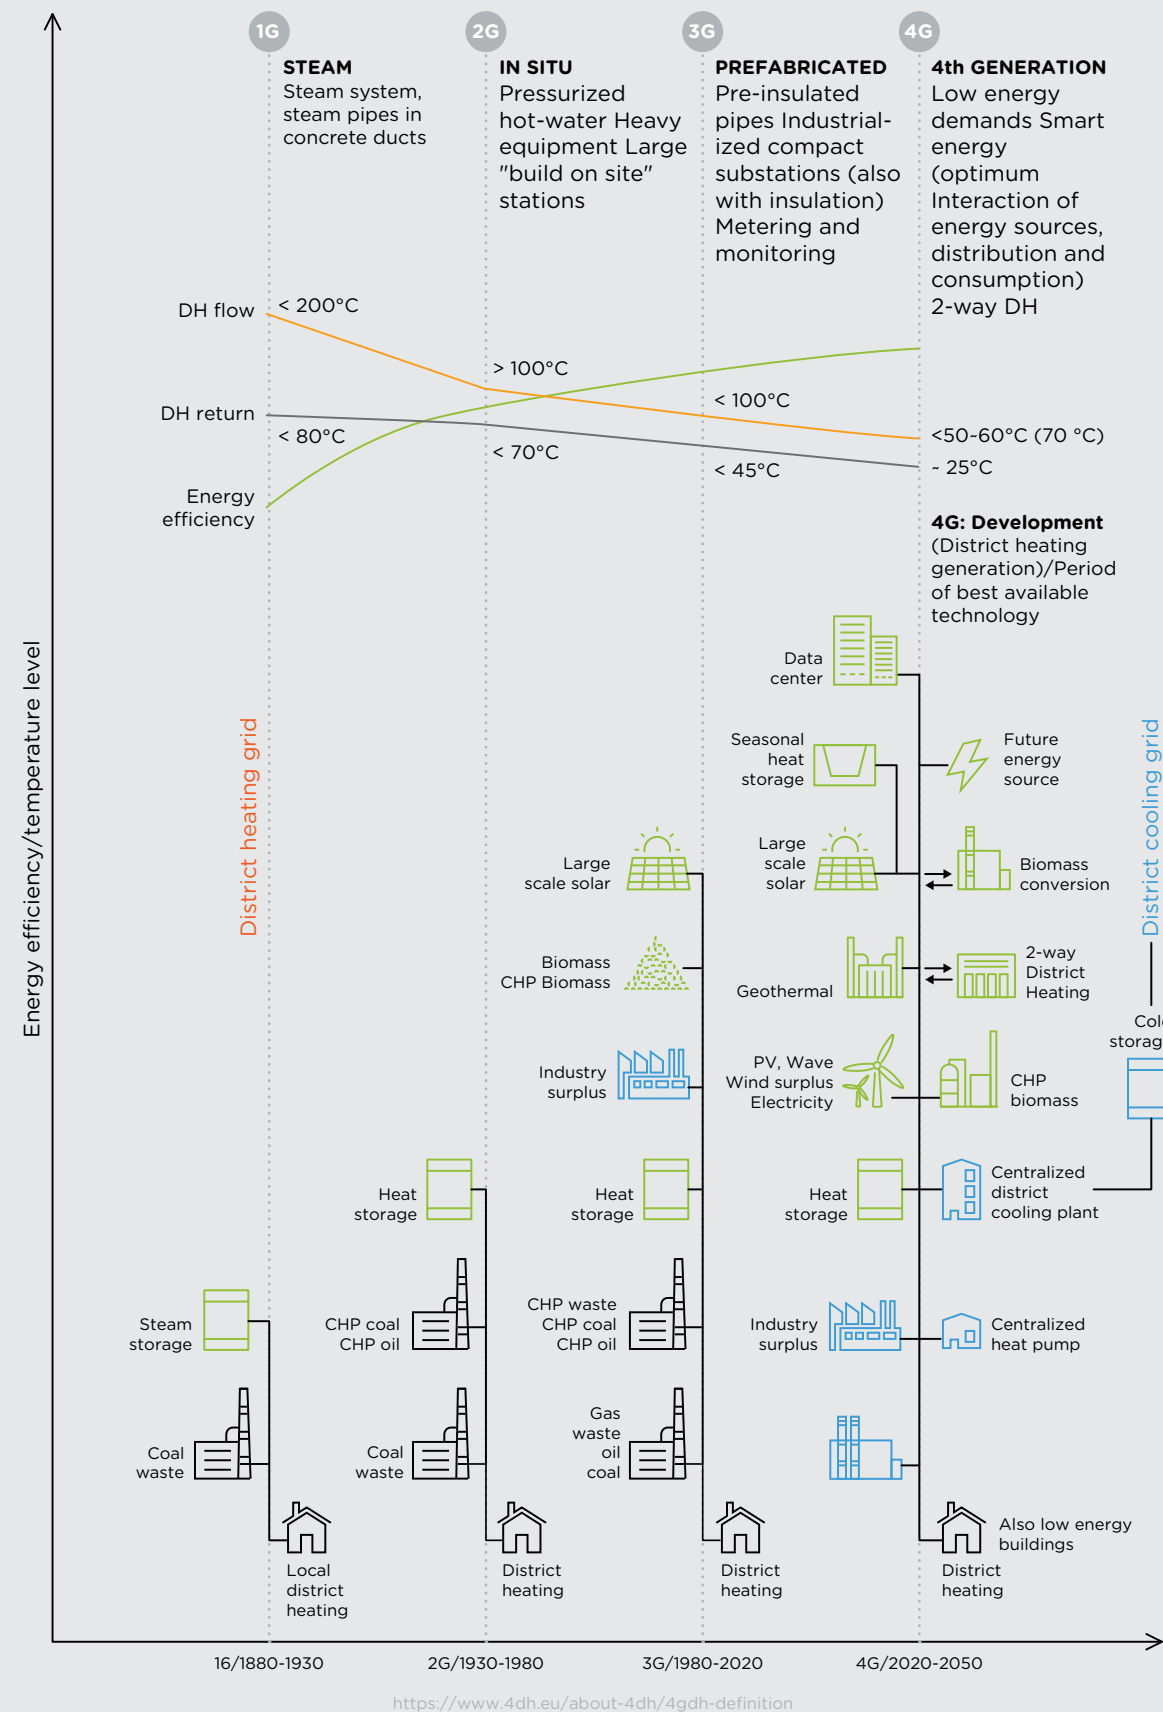 1G
2G
3G
4G
STEAM
Steam system,
steam pipes in
concrete ducts
IN SITU
Pressurized
hot-water Heavy
equipment Large
"build on site"
stations
PREFABRICATED
Pre-insulated
pipes Industrial-
ized compact
substations (also
with insulation)
Metering and
monitoring
4th GENERATION
Low energy
demands Smart
energy
(optimum
Interaction of
energy sources,
distribution and
consumption)
2-way DH
DH flow
< 200°C
> 100°C
< 100°C
<50~60°C (70 °C)
DH return
< 80°C
< 70°C
< 45°C
~ 25°C
Energy
efficiency
4G: Development
(District heating
generation)/Period
of best available
technology
Energy efficiency/temperature level
District heating grid
District cooling grid
Data
center
Seasonal
heat
storage
Future
energy
source
Large
scale solar
Large
scale
solar
Biomass
conversion
Biomass
CHP Biomass
Geothermal
2-way
District
Heating
Industry
surplus
PV, Wave
Wind surplus
Electricity
CHP
biomass
Heat
storage
Heat
storage
Heat
storage
Centralized
district
cooling plant
Steam
storage
CHP coal
CHP oil
CHP waste
CHP coal
CHP oil
Industry
surplus
Centralized
heat pump
Coal
waste
Coal
waste
Gas
waste
oil
coal
Local
district
heating
District
heating
District
heating
District
heating
Also low energy
buildings
16/1880-1930
2G/1930-1980
3G/1980-2020
4G/2020-2050
https://www.4dh.eu/about-4dh/4gdh-definition